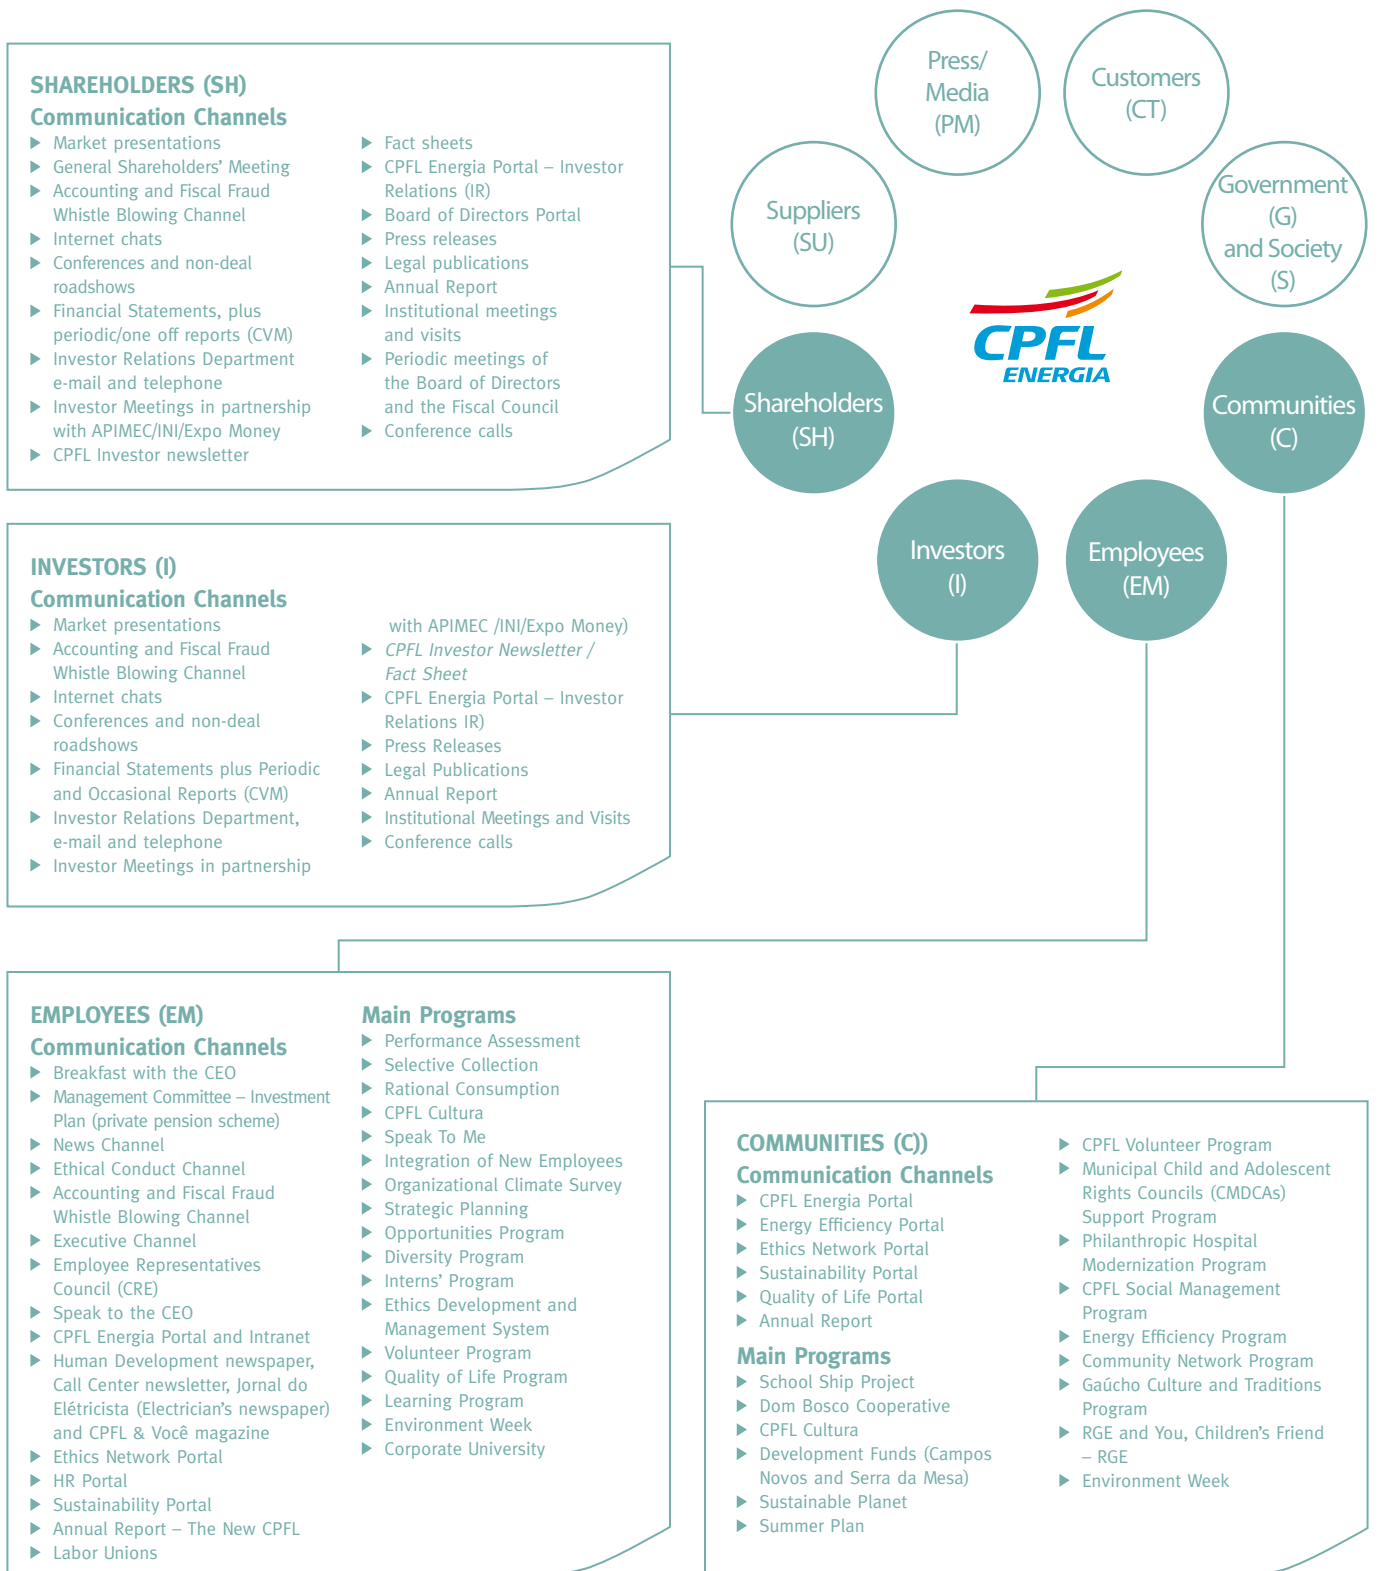 SHAREHOLDERS (SH)
Communication Channels
Market presentations
General Shareholders' Meeting
Accounting and Fiscal Fraud
Whistle Blowing Channel
Internet chats
Conferences and non-deal
roadshows
Financial Statements, plus
periodic/one off reports (CVM)
Investor Relations Department
e-mail and telephone
Investor Meetings in partnership
with APIMEC/INI/Expo Money
CPFL Investor newsletter
Fact sheets
CPFL Energia Portal – Investor
Relations (IR)
Board of Directors Portal
Press releases
Legal publications
Annual Report
Institutional meetings
and visits
Periodic meetings of
the Board of Directors
and the Fiscal Council
Conference calls
Press/
Media
(PM)
Customers
(CT)
Suppliers
(SU)
Government
(G)
and Society
(S)
CPFL
ENERGIA
Shareholders
(SH)
Communities
(C)
Investors
(I)
Employees
(EM)
INVESTORS (I)
Communication Channels
Market presentations
Accounting and Fiscal Fraud
Whistle Blowing Channel
Internet chats
Conferences and non-deal
roadshows
Financial Statements plus Periodic
and Occasional Reports (CVM)
Investor Relations Department,
e-mail and telephone
Investor Meetings in partnership
with APIMEC /INI/Expo Money)
CPFL Investor Newsletter /
Fact Sheet
CPFL Energia Portal – Investor
Relations IR)
Press Releases
Legal Publications
Annual Report
Institutional Meetings and Visits
Conference calls
EMPLOYEES (EM)
Communication Channels
Breakfast with the CEO
Management Committee – Investment
Plan (private pension scheme)
News Channel
Ethical Conduct Channel
Accounting and Fiscal Fraud
Whistle Blowing Channel
Executive Channel
Employee Representatives
Council (CRE)
Speak to the CEO
CPFL Energia Portal and Intranet
Human Development newspaper,
Call Center newsletter, Jornal do
Elétricista (Electrician's newspaper)
and CPFL & Você magazine
Ethics Network Portal
HR Portal
Sustainability Portal
Annual Report – The New CPFL
Labor Unions
Main Programs
Performance Assessment
Selective Collection
Rational Consumption
CPFL Cultura
Speak To Me
Integration of New Employees
Organizational Climate Survey
Strategic Planning
Opportunities Program
Diversity Program
Interns' Program
Ethics Development and
Management System
Volunteer Program
Quality of Life Program
Learning Program
Environment Week
Corporate University
COMMUNITIES (C))
Communication Channels
CPFL Energia Portal
Energy Efficiency Portal
Ethics Network Portal
Sustainability Portal
Quality of Life Portal
Annual Report
Main Programs
School Ship Project
Dom Bosco Cooperative
CPFL Cultura
Development Funds (Campos
Novos and Serra da Mesa)
Sustainable Planet
Summer Plan
CPFL Volunteer Program
Municipal Child and Adolescent
Rights Councils (CMDCAs)
Support Program
Philanthropic Hospital
Modernization Program
CPFL Social Management
Program
Energy Efficiency Program
Community Network Program
Gaúcho Culture and Traditions
Program
RGE and You, Children's Friend
– RGE
Environment Week